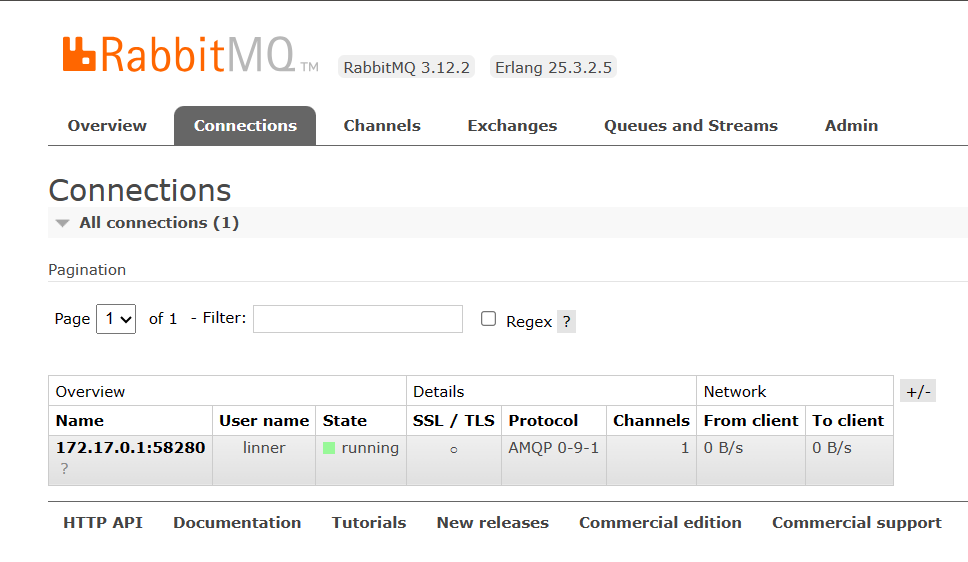 RabbitMQ TM RabbitMQ 3.12.2 Erlang 25.3.2.5
Overview Connections Channels Exchanges Queues and Streams Admin
Connections
All connections (1)
Pagination
Page 1 of 1 - Filter: Regex ?
Overview Details Network +/-
Name User name State SSL / TLS Protocol Channels From client To client
172.17.0.1:58280 linner running ○ AMQP 0-9-1 1 0 B/s 0 B/s
?
HTTP API Documentation Tutorials New releases Commercial edition Commercial support